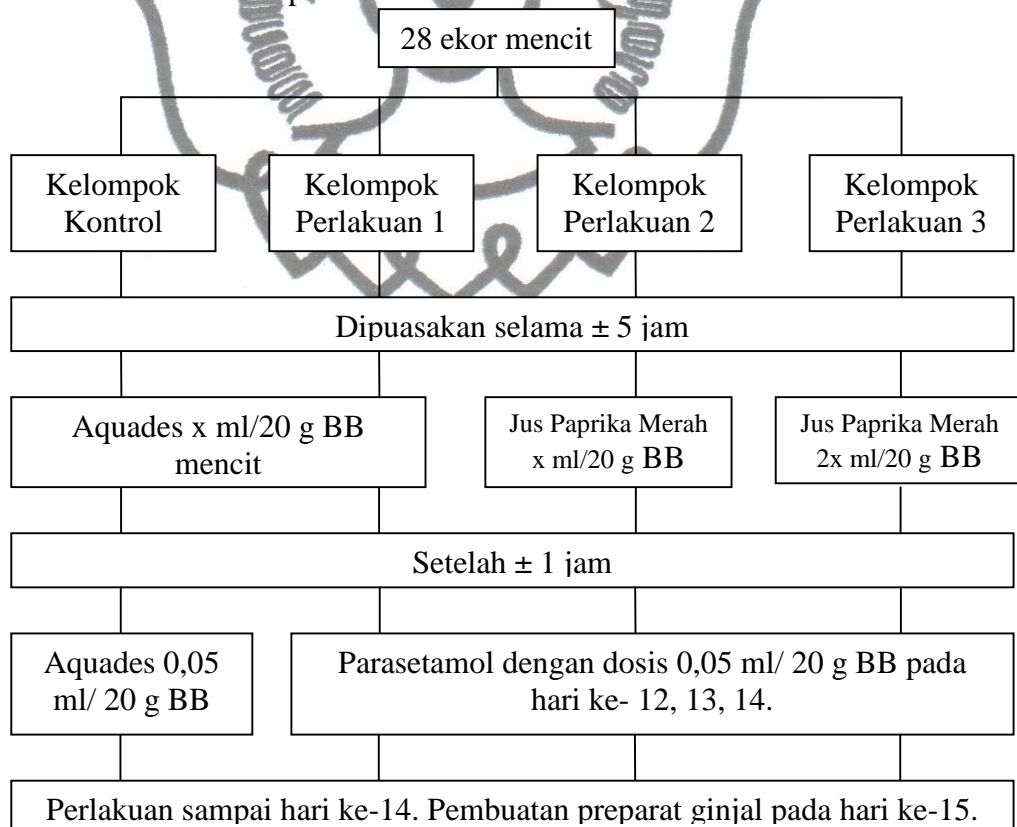 28 ekor mencit
Kelompok
Kontrol
Kelompok
Perlakuan 1
Kelompok
Perlakuan 2
Kelompok
Perlakuan 3
Dipuasakan selama ± 5 jam
Aquades x ml/20 g BB
mencit
Jus Paprika Merah
x ml/20 g BB
Jus Paprika Merah
2x ml/20 g BB
Setelah ± 1 jam
Aquades 0,05
ml/ 20 g BB
Parasetamol dengan dosis 0,05 ml/ 20 g BB pada
hari ke- 12, 13, 14.
Perlakuan sampai hari ke-14. Pembuatan preparat ginjal pada hari ke-15.